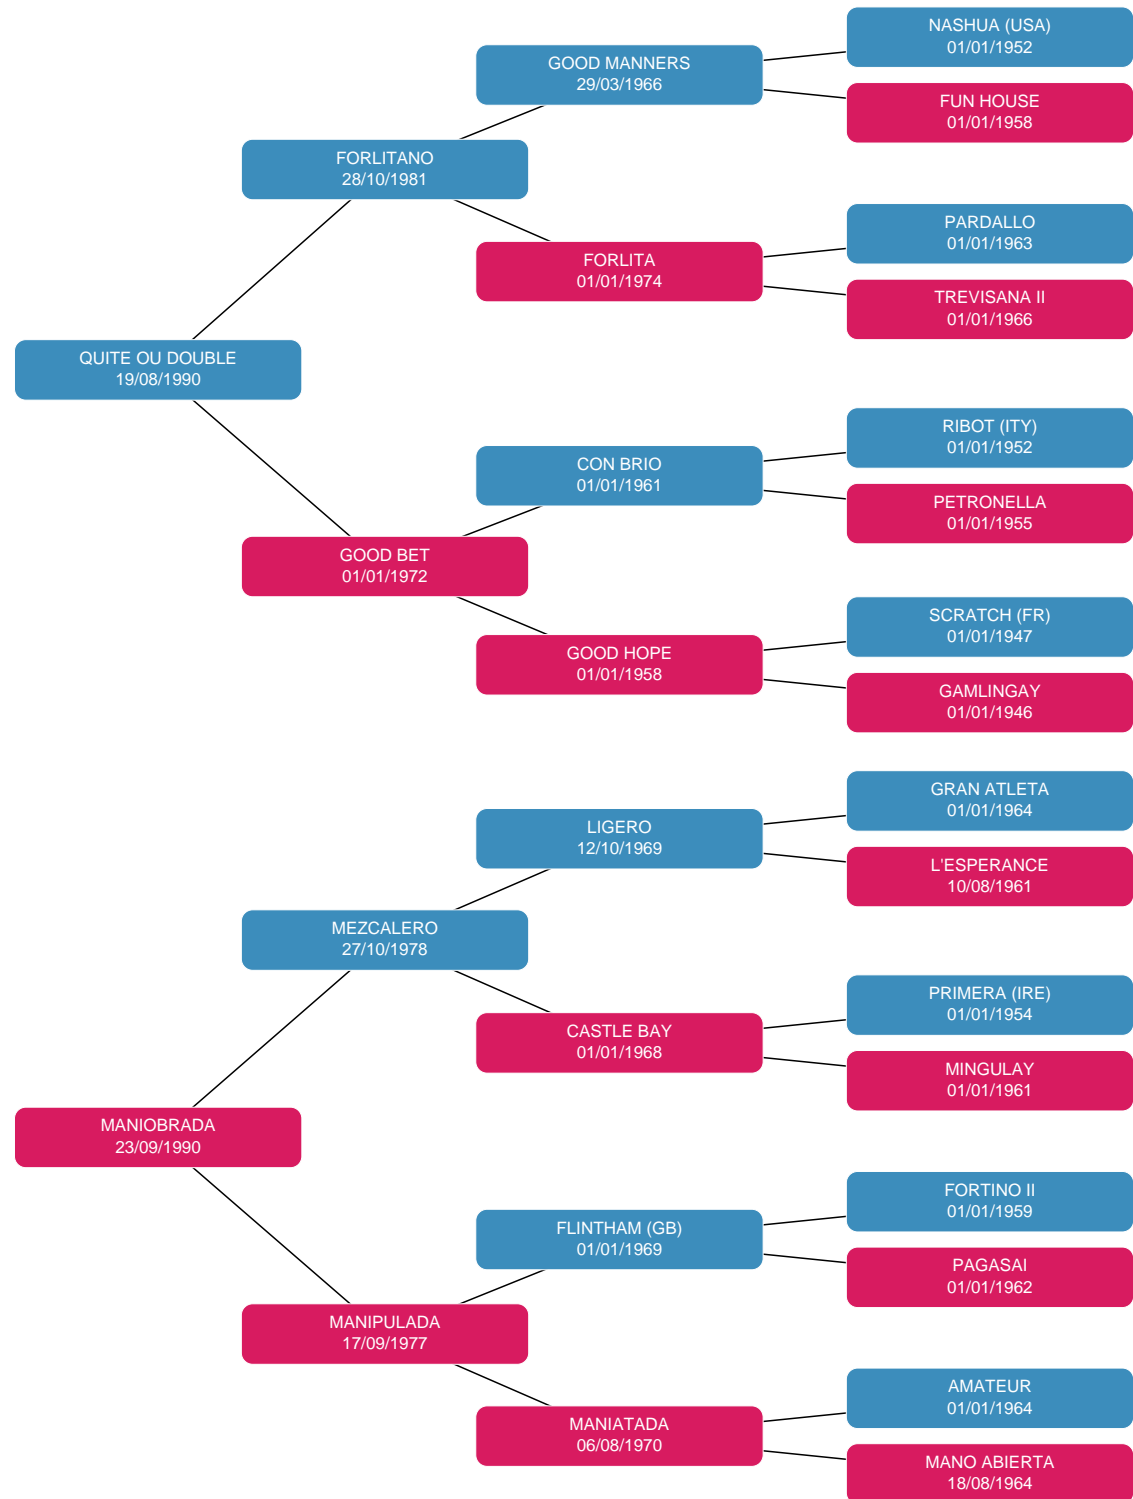 NASHUA (USA)
01/01/1952
GOOD MANNERS
29/03/1966
FUN HOUSE
01/01/1958
FORLITANO
28/10/1981
PARDALLO
01/01/1963
FORLITA
01/01/1974
TREVISANA II
01/01/1966
QUITE OU DOUBLE
19/08/1990
RIBOT (ITY)
01/01/1952
CON BRIO
01/01/1961
PETRONELLA
01/01/1955
GOOD BET
01/01/1972
SCRATCH (FR)
01/01/1947
GOOD HOPE
01/01/1958
GAMLINGAY
01/01/1946
GRAN ATLETA
01/01/1964
LIGERO
12/10/1969
L'ESPERANCE
10/08/1961
MEZCALERO
27/10/1978
PRIMERA (IRE)
01/01/1954
CASTLE BAY
01/01/1968
MINGULAY
01/01/1961
MANIOBRADA
23/09/1990
FORTINO II
01/01/1959
FLINTHAM (GB)
01/01/1969
PAGASAI
01/01/1962
MANIPULADA
17/09/1977
AMATEUR
01/01/1964
MANIATADA
06/08/1970
MANO ABIERTA
18/08/1964